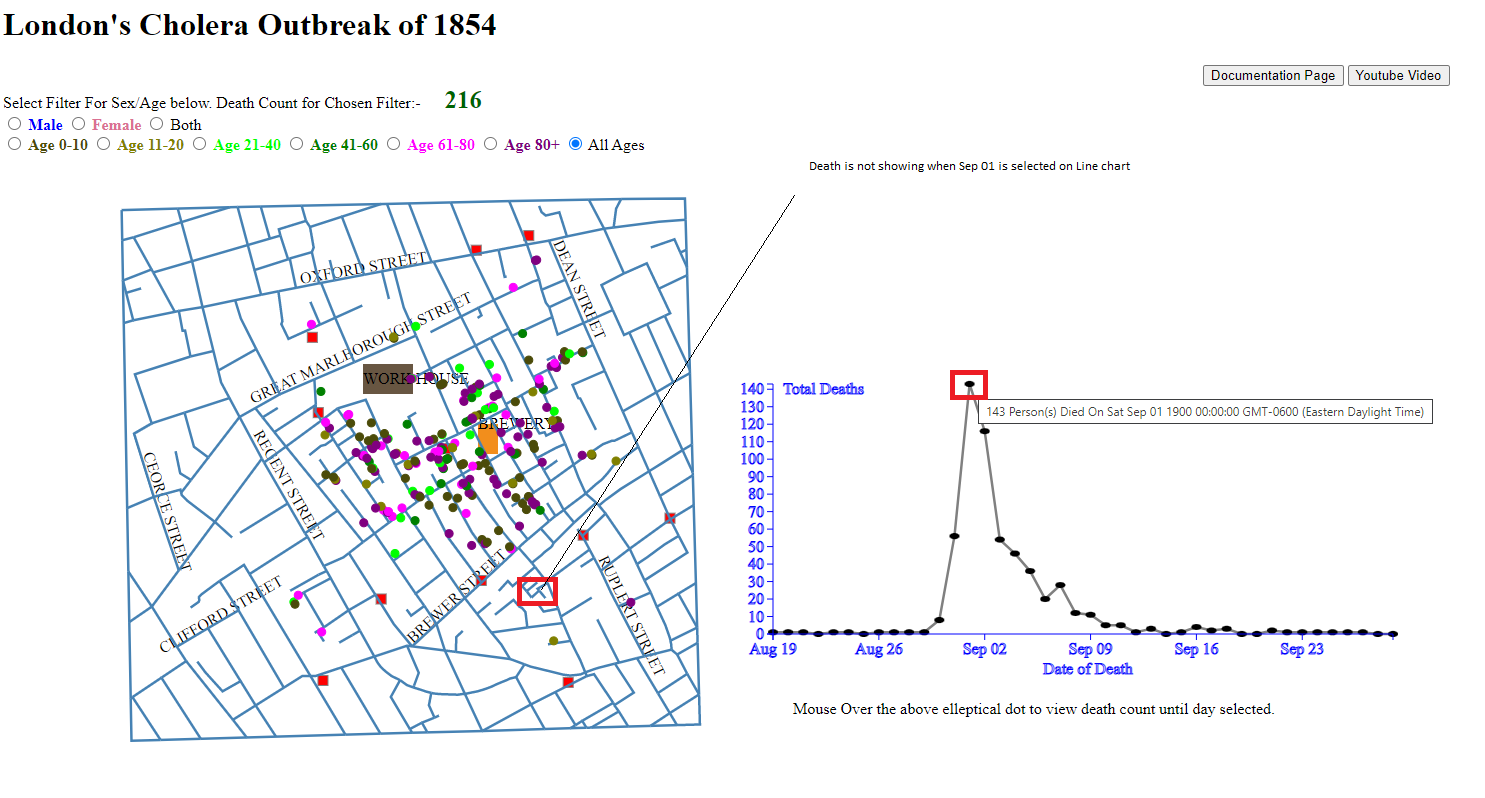 London's Cholera Outbreak of 1854
Documentation Page
Youtube Video
Select Filter For Sex/Age below. Death Count for Chosen Filter:- 216
Male Female Both
Age 0-10 Age 11-20 Age 21-40 Age 41-60 Age 61-80 Age 80+ All Ages
Death is not showing when Sep 01 is selected on Line chart
OXFORD STREET
DEAN STREET
GREAT MARLBOROUGH STREET
WORK HOUSE
BREWERY
RECENT STREET
CEORCE STREET
CLIFFORD STREET
BREWER STREET
RUPLERT STREET
Total Deaths
143 Person(s) Died On Sat Sep 01 1900 00:00:00 GMT-0600 (Eastern Daylight Time)
140
130
120
110
100
90
80
70
60
50
40
30
20
10
0
Aug 19 Aug 26 Sep 02 Sep 09 Sep 16 Sep 23
Date of Death
Mouse Over the above elleptical dot to view death count until day selected.